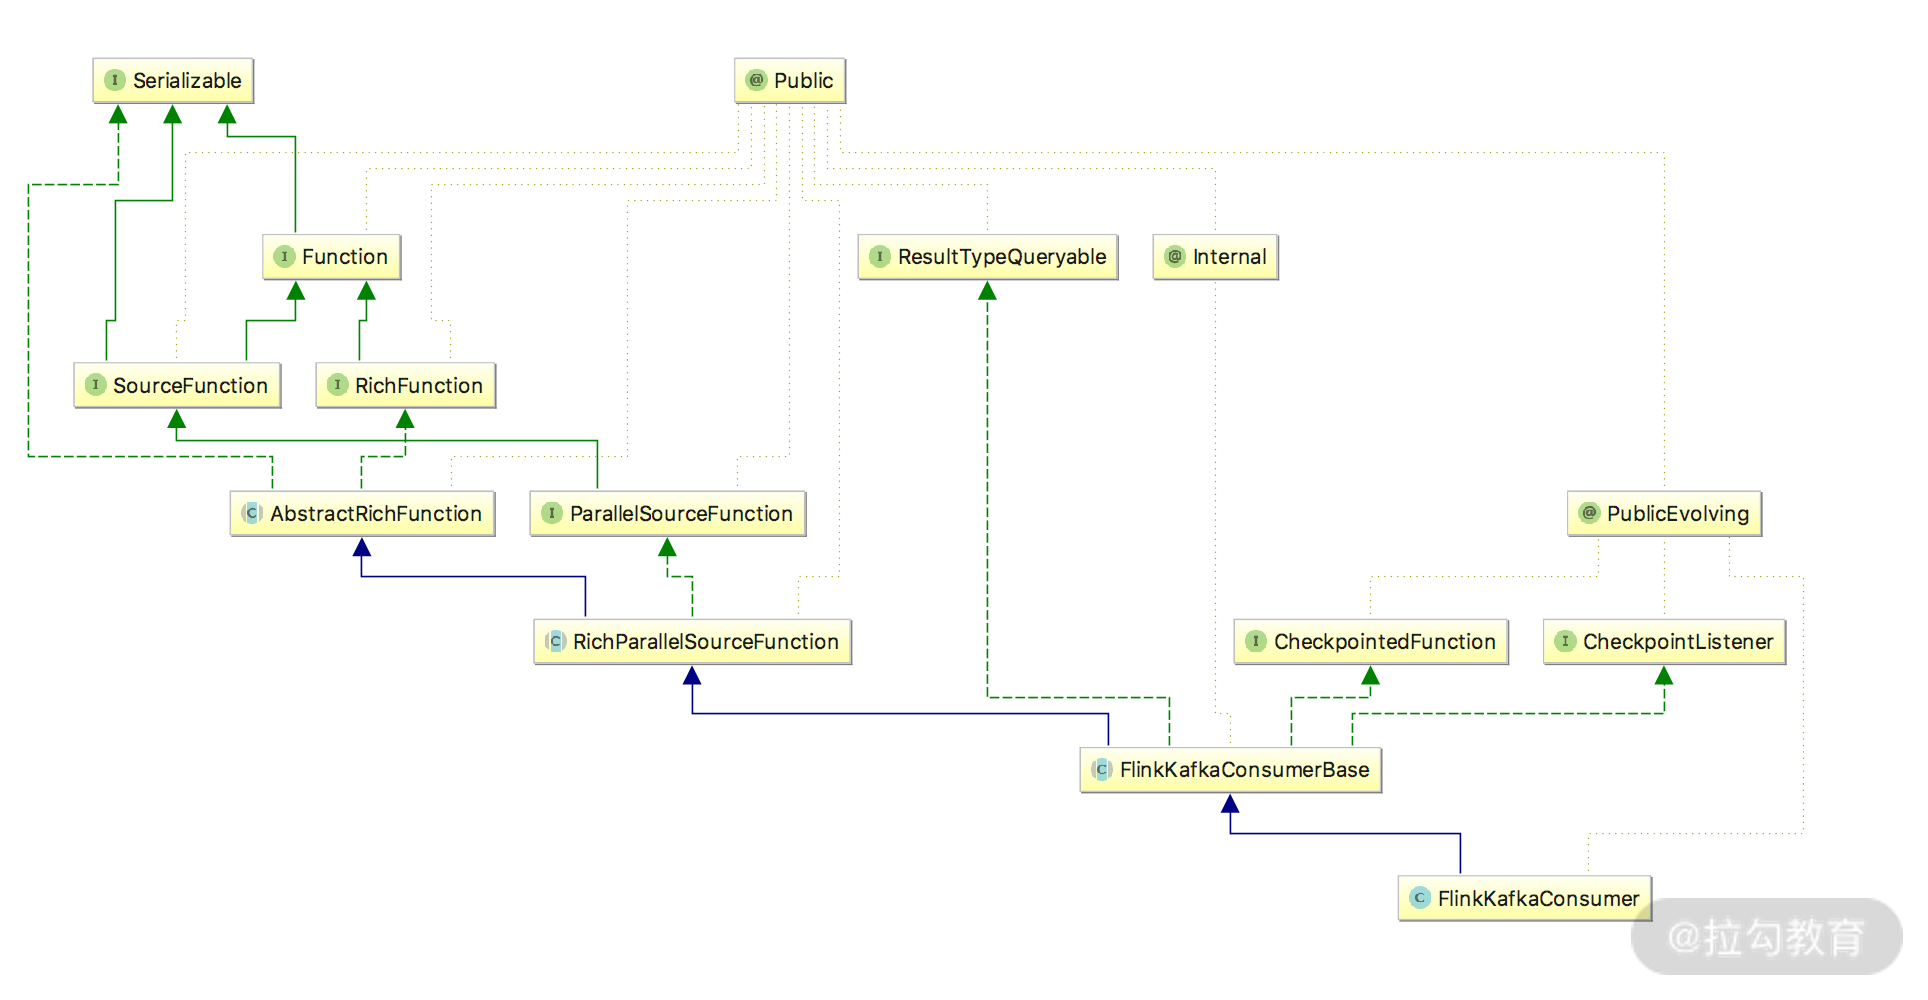 I Serializable
@ Public
I Function
I ResultTypeQueryable
@ Internal
I SourceFunction
I RichFunction
C AbstractRichFunction
I ParallelSourceFunction
@ PublicEvolving
C RichParallelSourceFunction
I CheckpointedFunction
I CheckpointListener
C FlinkKafkaConsumerBase
C FlinkKafkaConsumer
@拉勾教育